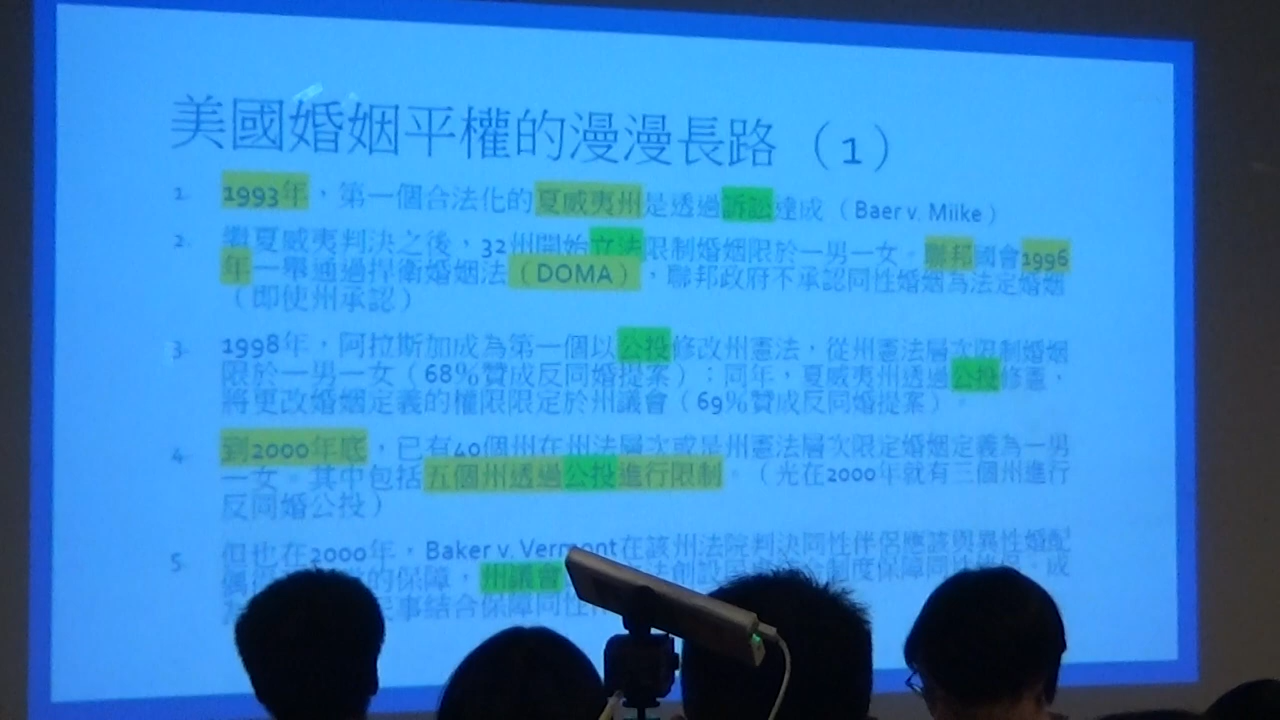 美國婚姻平權的漫漫長路（1）
1. 1993年，第一個合法化的夏威夷州是透過訴訟達成（Baer v. Miike）
2. 繼夏威夷判決之後，32州開始立法限制婚姻限於一男一女。聯邦國會1996
年一舉通過捍衛婚姻法（DOMA），聯邦政府不承認同性婚姻為法定婚姻
（即使州承認）
3. 1998年，阿拉斯加成為第一個以公投修改州憲法，從州憲法層次限制婚姻
限於一男一女（68%贊成反同婚提案）；同年，夏威夷州透過公投修憲，
將更改婚姻定義的權限限定於州議會（69%贊成反同婚提案）。
4. 到2000年底，已有40個州在州法層次或是州憲法層次限定婚姻定義為一男
一女。其中包括五個州透過公投進行限制。（光在2000年就有三個州進行
反同婚公投）
5. 但也在2000年，Baker v. Vermont在該州法院判決同性伴侶應該與異性婚配
的保障，州議會
結合保障同性